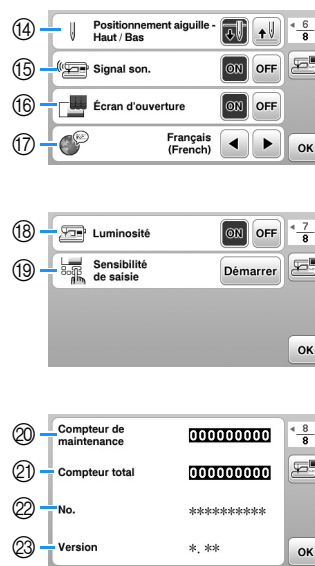 ⑭ Positionnement aiguille -
Haut / Bas
6
8
⑮ Signal son. ON OFF
⑯ Écran d'ouverture ON OFF
⑰ Français
(French)
OK
⑱ Luminosité ON OFF
7
8
⑲ Sensibilité
de saisie
Démarrer
OK
⑳ Compteur de
maintenance
000000000
8
8
㉑ Compteur total 000000000
㉒ No. **********
㉓ Version *. **
OK